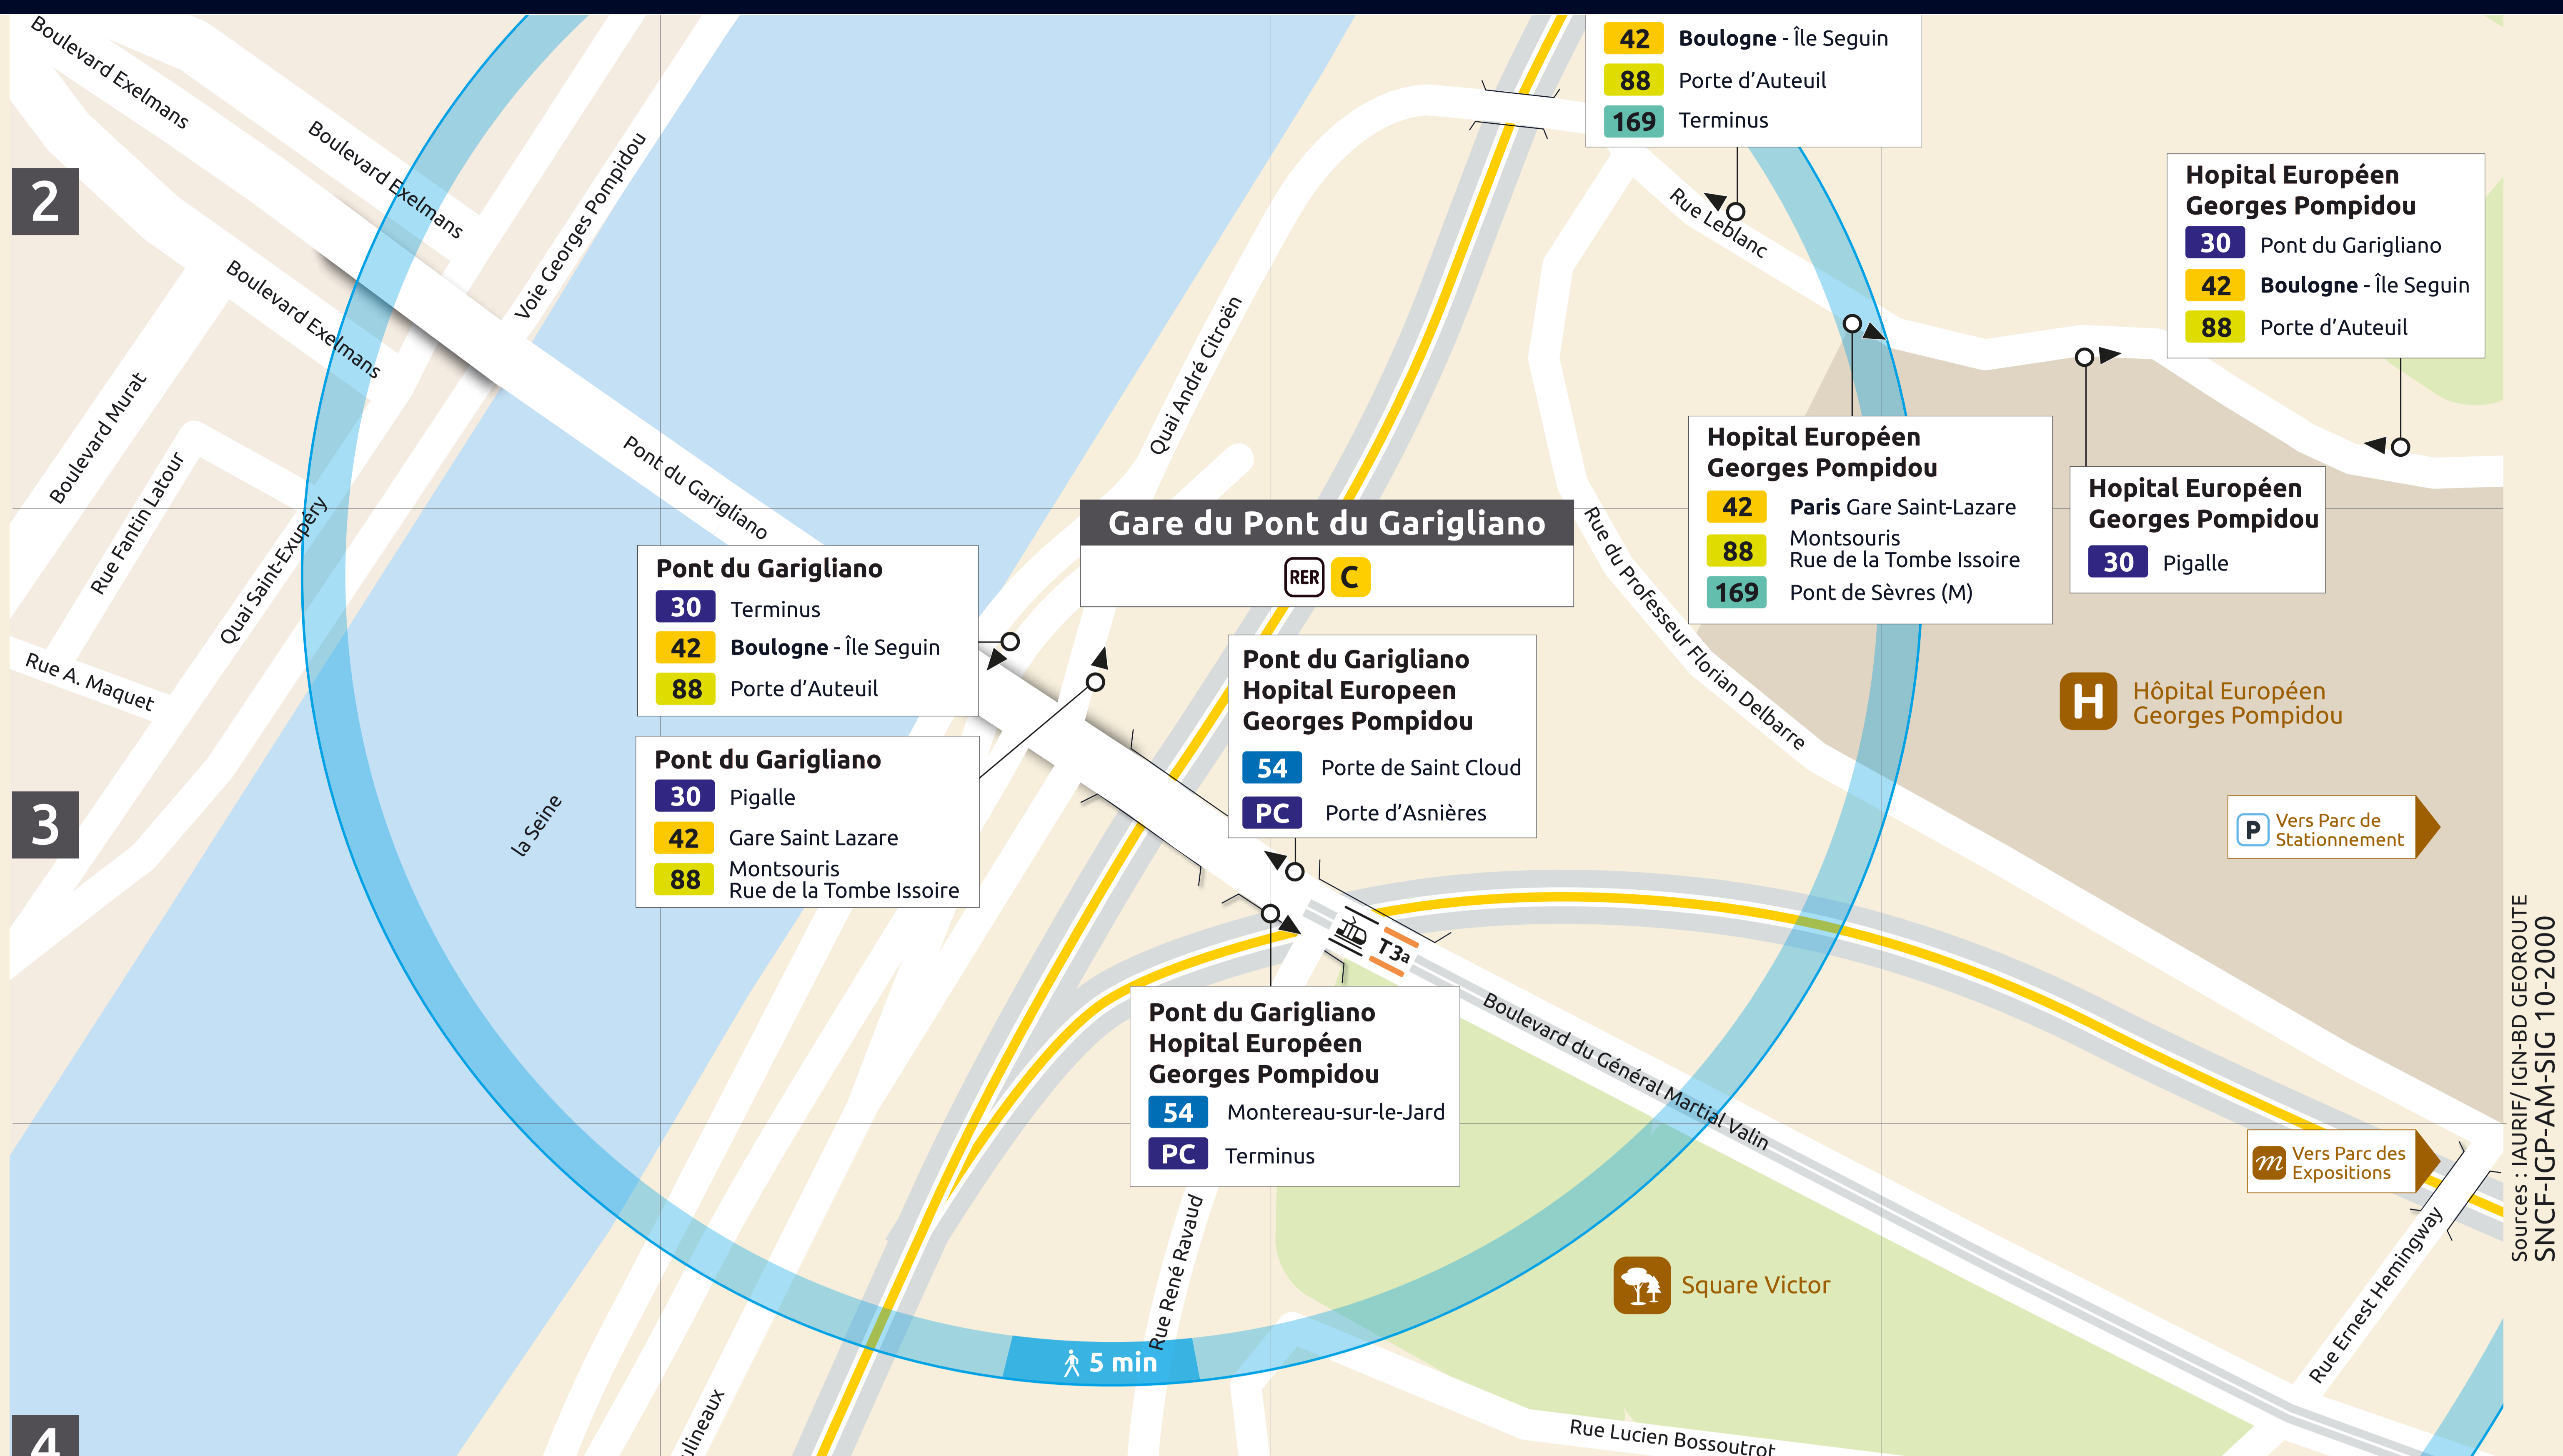 42 Boulogne - Île Seguin
88 Porte d'Auteuil
169 Terminus
Boulevard Exelmans
Boulevard Exelmans
Boulevard Exelmans
Voie Georges Pompidou
2
Rue Leblanc
Hopital Européen
Georges Pompidou
30 Pont du Garigliano
42 Boulogne - Île Seguin
88 Porte d'Auteuil
Boulevard Murat
Rue Fantin Latour
Quai Saint-Exupéry
Rue A. Maquet
Pont du Garigliano
Quai André Citroën
Gare du Pont du Garigliano
RER C
Rue du Professeur Florian Delbarre
Hopital Européen
Georges Pompidou
42 Paris Gare Saint-Lazare
88 Montsouris
Rue de la Tombe Issoire
169 Pont de Sèvres (M)
Hopital Européen
Georges Pompidou
30 Pigalle
Pont du Garigliano
30 Terminus
42 Boulogne - Île Seguin
88 Porte d'Auteuil
Pont du Garigliano
30 Pigalle
42 Gare Saint Lazare
88 Montsouris
Rue de la Tombe Issoire
Pont du Garigliano
Hopital Europeen
Georges Pompidou
54 Porte de Saint Cloud
PC Porte d'Asnières
H Hôpital Européen
Georges Pompidou
3
la Seine
P Vers Parc de
Stationnement
T3a
Pont du Garigliano
Hopital Européen
Georges Pompidou
54 Montereau-sur-le-Jard
PC Terminus
Boulevard du Général Martial Valin
m Vers Parc des
Expositions
Rue René Ravaud
Square Victor
Rue Ernest Hemingway
5 min
4
ulineaux
Rue Lucien Bossoutrot
Sources : IAURIF/ IGN-BD GEOROUTE
SNCF-IGP-AM-SIG 10-2000